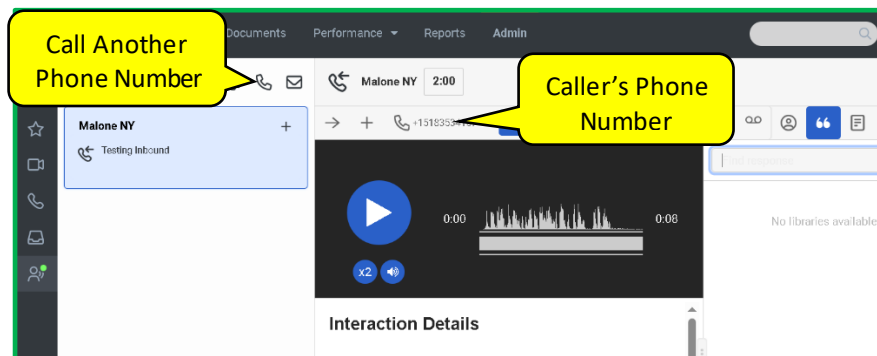 Call Another
Phone Number
Documents
Performance
Reports
Admin
Malone NY
2:00
Caller's Phone
Number
Malone NY
+
Testing Inbound
+
x2
0:00
0:08
No libraries available
Interaction Details